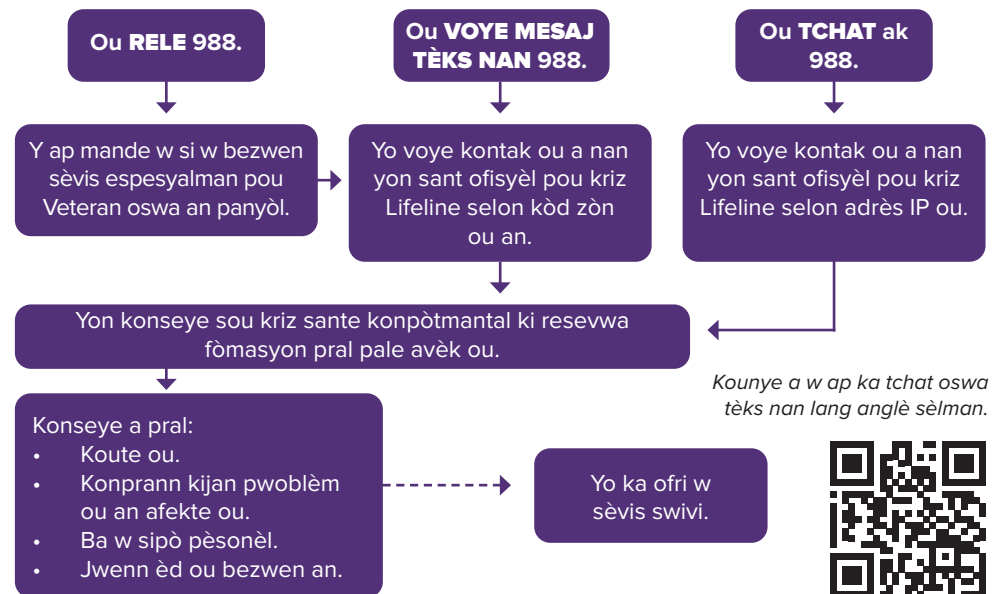 Ou RELE 988.
Ou VOYE MESAJ
TÈKS NAN 988.
Ou TCHAT ak
988.
Y ap mande w si w bezwen
sèvis espesyalman pou
Veteran oswa an panyòl.
Yo voye kontak ou a nan
yon sant ofisyèl pou kriz
Lifeline selon kòd zòn
ou an.
Yo voye kontak ou a nan
yon sant ofisyèl pou kriz
Lifeline selon adrès IP ou.
Yon konseye sou kriz sante konpòtmantal ki resevwa
fòmasyon pral pale avèk ou.
Kounye a w ap ka tchat oswa
tèks nan lang anglè sèlman.
Konseye a pral:
• Koute ou.
• Konprann kijan pwoblèm
ou an afekte ou.
• Ba w sipò pèsonèl.
• Jwenn èd ou bezwen an.
Yo ka ofri w
sèvis swivi.